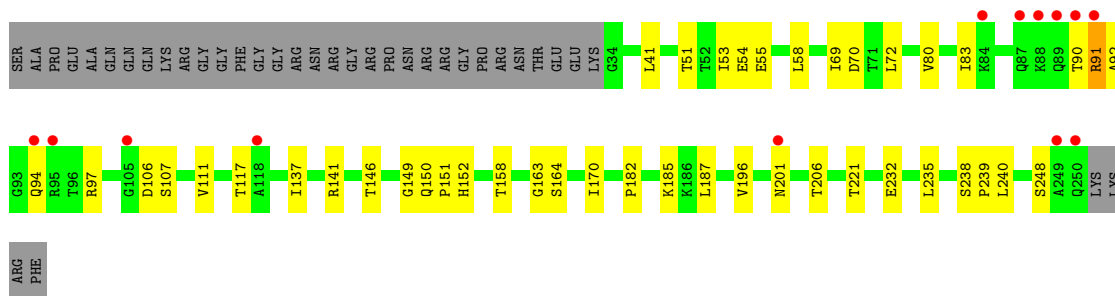 SER ALA PRO GLU ALA GLN GLN GLN LYS ARG GLY GLY PHE GLY GLY ARG ASN ARG GLY ARG PRO ASN ARG ARG GLY PRO ARG ASN THR GLU GLU LYS G34 L41 T51 T52 I53 E54 E55 L58 I69 D70 T71 L72 V80 I83 K84 Q87 K88 Q89 T90 R91 A92
G93 Q94 R95 T96 R97 G105 D106 S107 V111 T117 A118 I137 R141 T146 G149 Q150 P151 H152 T158 G163 S164 I170 P182 K185 K186 L187 V196 N201 T206 T221 E232 L235 S238 P239 L240 S248 A249 Q250 LYS LYS
ARG PHE